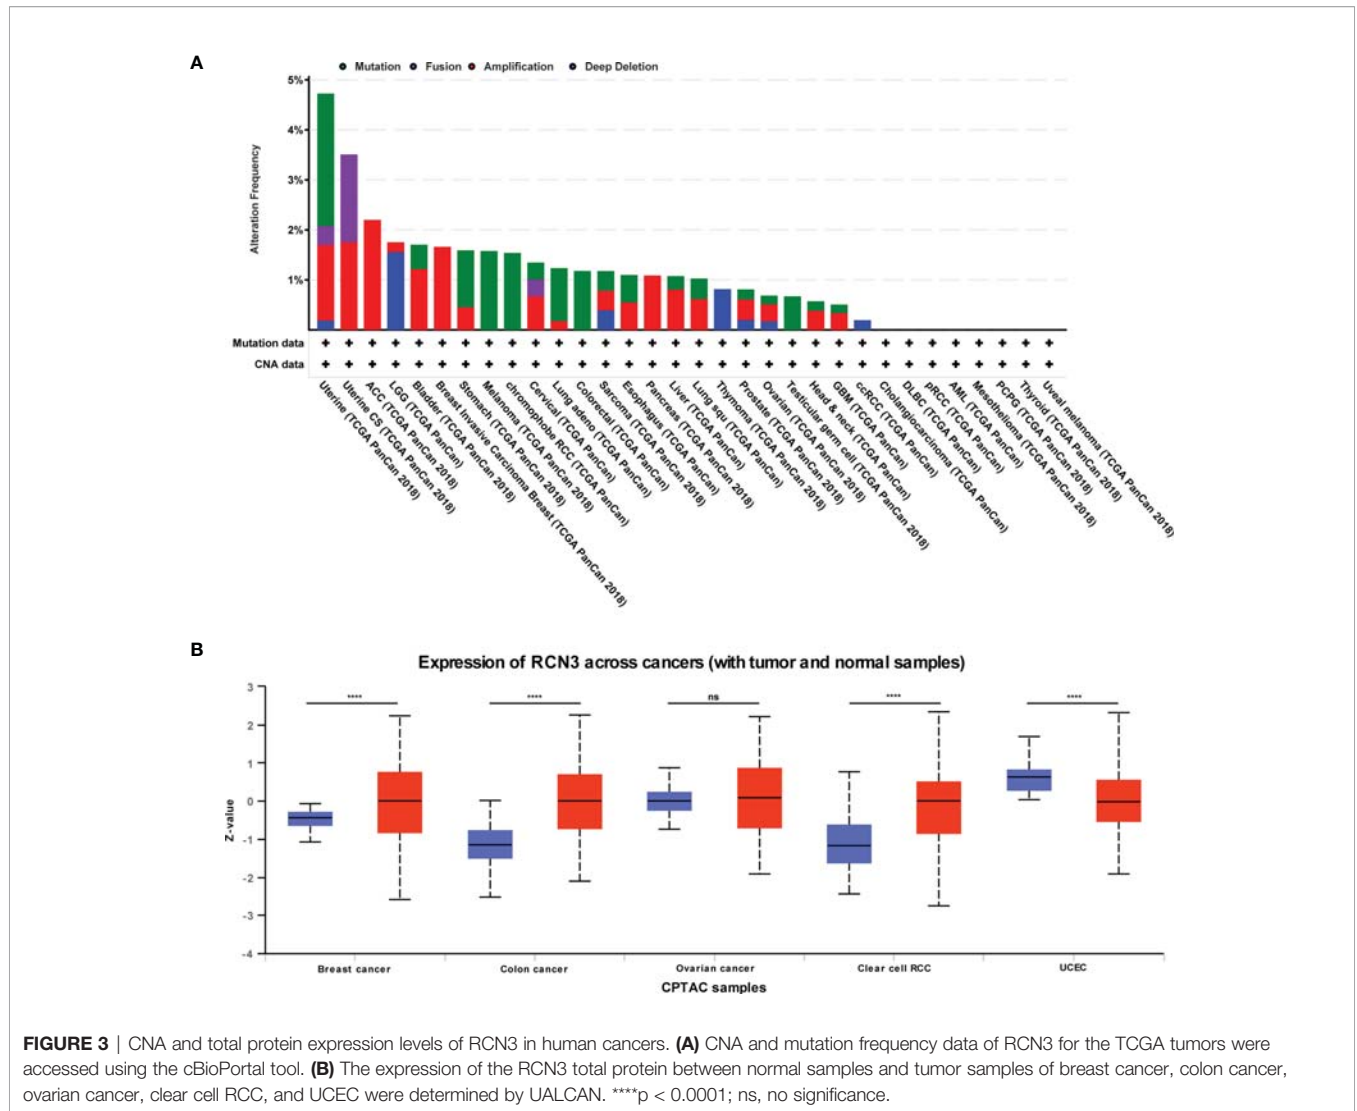 A
Mutation Fusion Amplification Deep Deletion
5%
4%
3%
2%
1%
Alteration Frequency
Mutation data + + + + + + + + + + + + + + + + + + + + + + + + + + + + + + + +
CNA data + + + + + + + + + + + + + + + + + + + + + + + + + + + + + + + +
Uterine (TCGA PanCan 2018)
Uterine CS (TCGA PanCan 2018)
ACC (TCGA PanCan 2018)
LGG (TCGA PanCan)
Bladder (TCGA PanCan 2018)
Breast Invasive Carcinoma Breast (TCGA PanCan 2018)
Stomach (TCGA PanCan 2018)
Melanoma (TCGA PanCan 2018)
chromophobe RCC (TCGA PanCan)
Cervical (TCGA PanCan)
Lung adeno (TCGA PanCan)
Colorectal (TCGA PanCan)
Sarcoma (TCGA PanCan 2018)
Esophagus (TCGA PanCan)
Pancreas (TCGA PanCan 2018)
Liver (TCGA PanCan)
Lung squ (TCGA PanCan)
Thymoma (TCGA PanCan 2018)
Prostate (TCGA PanCan 2018)
Ovarian (TCGA PanCan 2018)
Testicular germ cell (TCGA PanCan 2018)
Head & neck (TCGA PanCan)
GBM (TCGA PanCan)
ccRCC (TCGA PanCan)
Cholangiocarcinoma (TCGA PanCan)
DLBC (TCGA PanCan)
pRCC (TCGA PanCan)
AML (TCGA PanCan)
Mesothelioma (TCGA PanCan 2018)
PCPG (TCGA PanCan 2018)
Thyroid (TCGA PanCan 2018)
Uveal melanoma (TCGA PanCan 2018)
B
Expression of RCN3 across cancers (with tumor and normal samples)
3
2
1
0
-1
-2
-3
-4
Z-value
**** **** ns **** ****
Breast cancer Colon cancer Ovarian cancer Clear cell RCC UCEC
CPTAC samples
FIGURE 3 | CNA and total protein expression levels of RCN3 in human cancers. (A) CNA and mutation frequency data of RCN3 for the TCGA tumors were
accessed using the cBioPortal tool. (B) The expression of the RCN3 total protein between normal samples and tumor samples of breast cancer, colon cancer,
ovarian cancer, clear cell RCC, and UCEC were determined by UALCAN. ****p < 0.0001; ns, no significance.